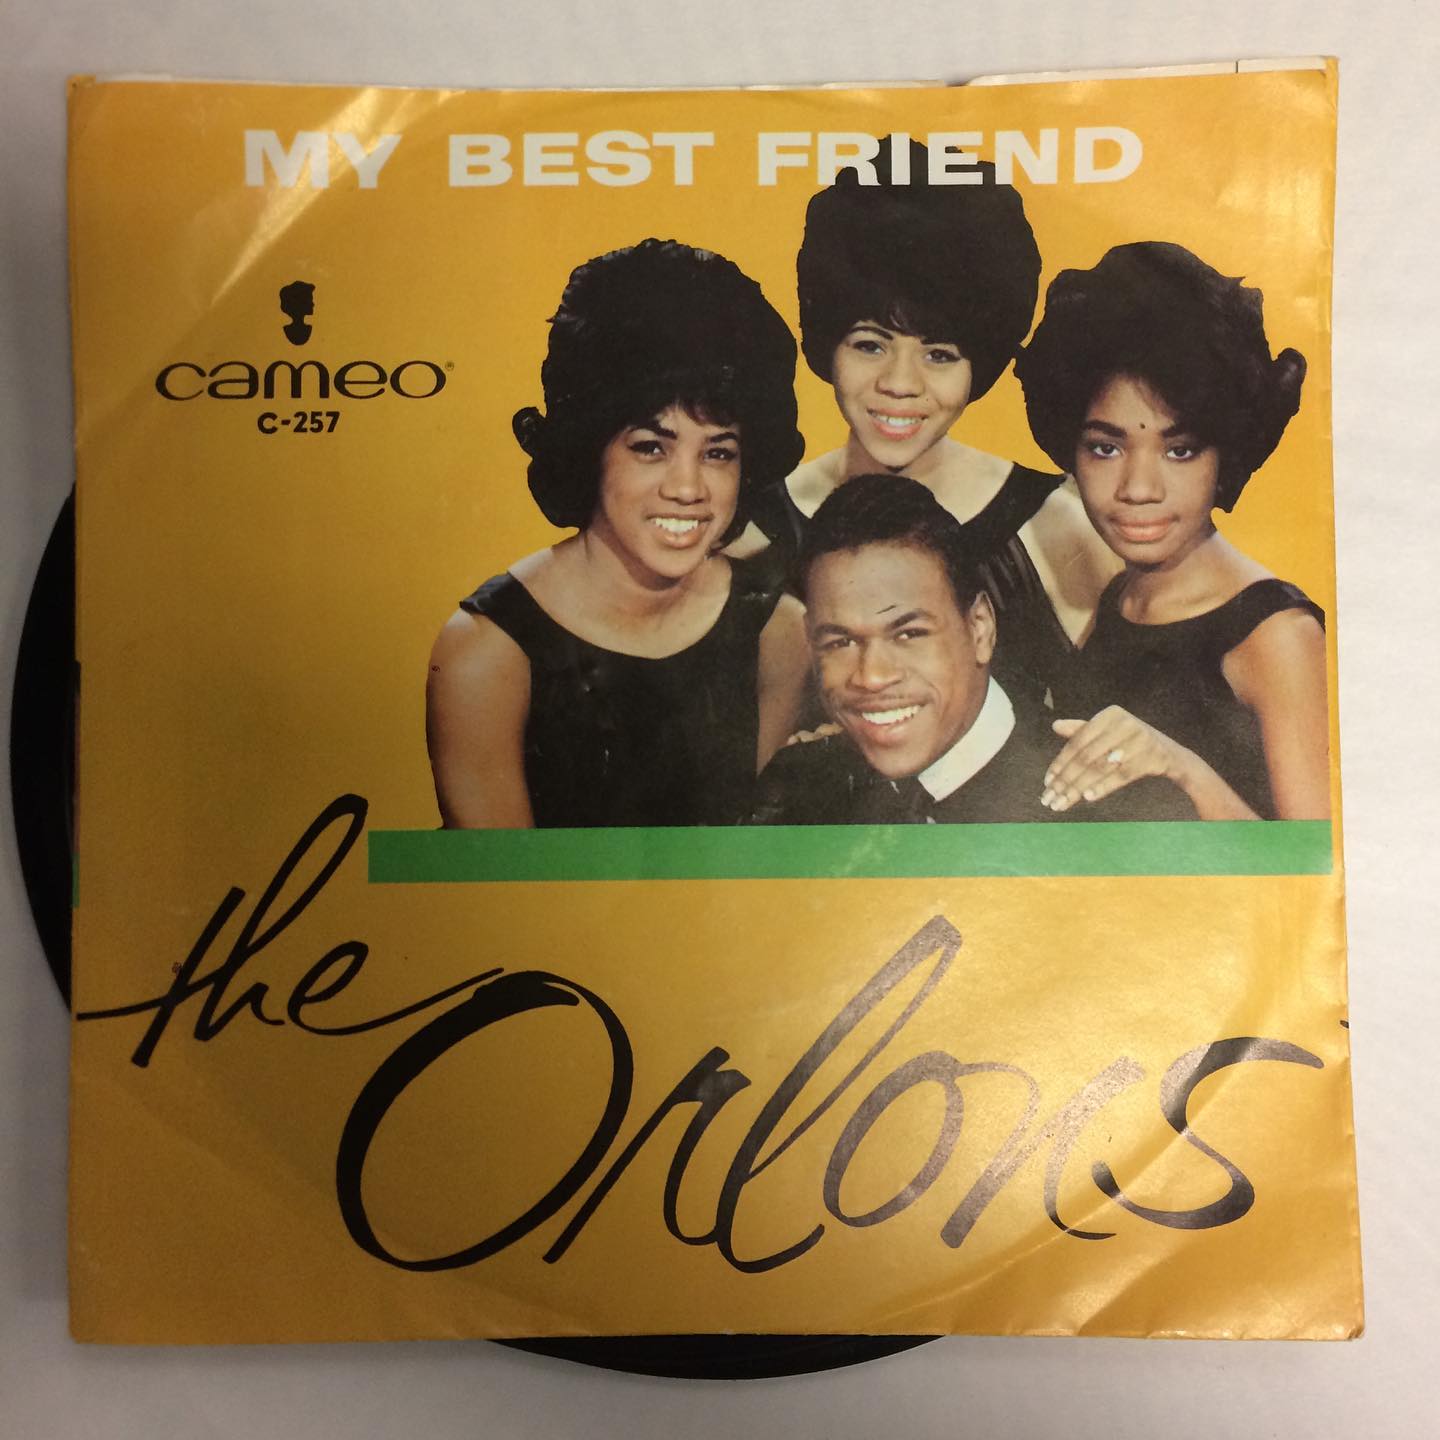 MY BEST FRIEND
cameo®
C-257
the Orlons